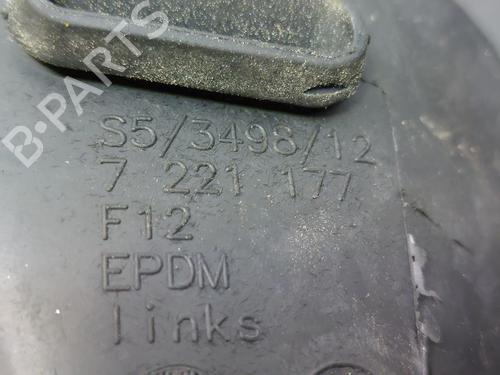 B-PARTS
S5/3498/12
7 221 177
F12
EPDM
links